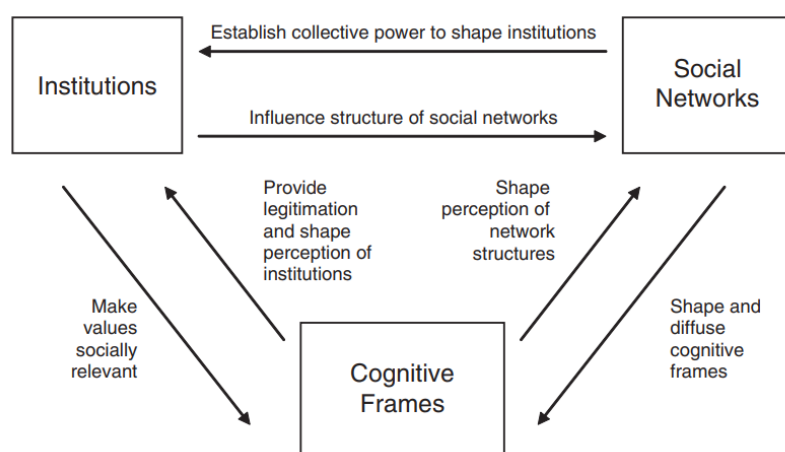 Establish collective power to shape institutions
Institutions
Social
Networks
Influence structure of social networks
Provide
legitimation
and shape
perception of
institutions
Shape
perception of
network
structures
Make
values
socially
relevant
Shape and
diffuse
cognitive
frames
Cognitive
Frames